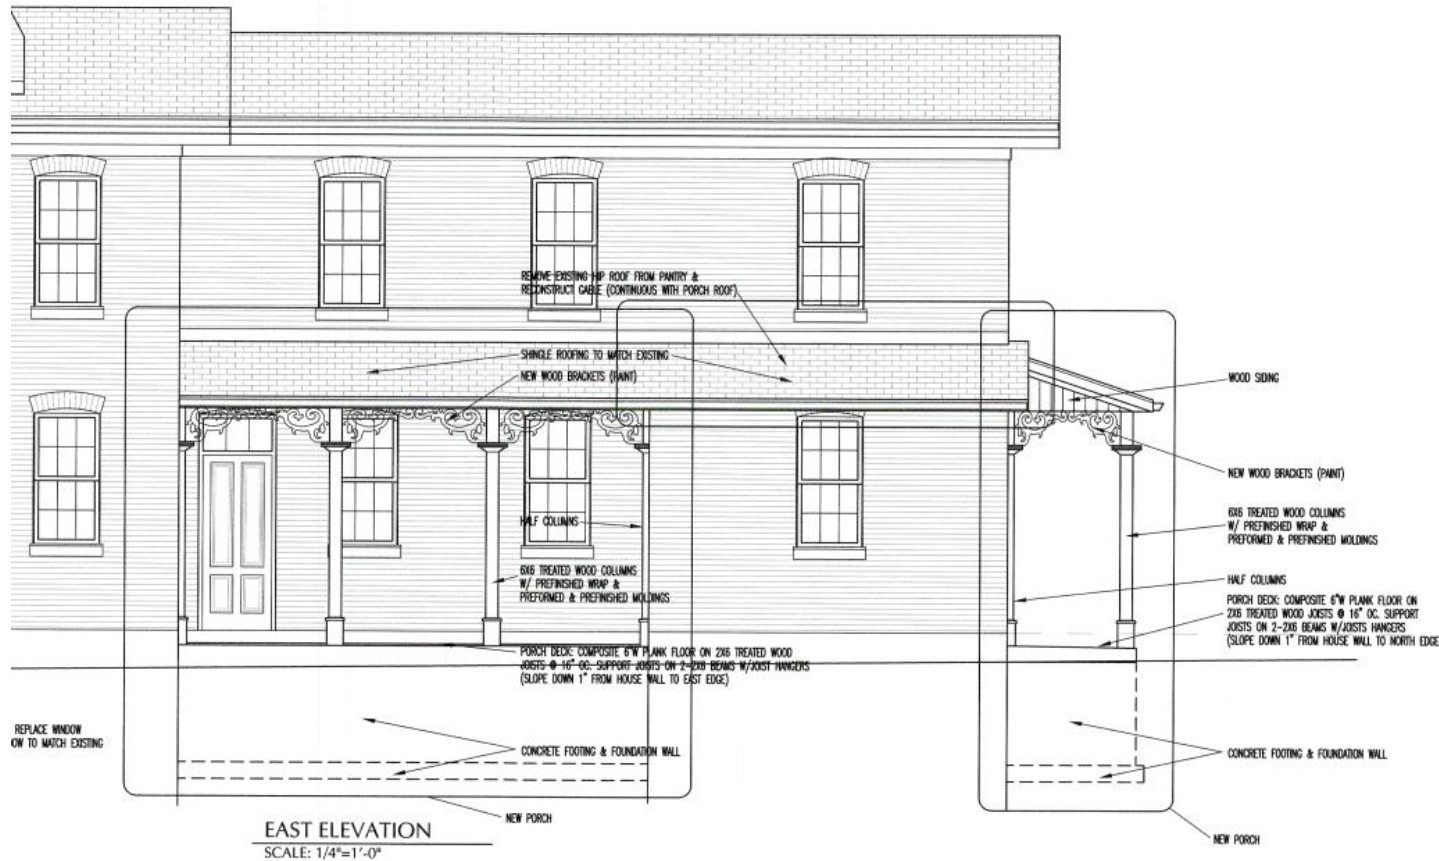 REMOVE EXISTING HIP ROOF FROM PANTRY &
RECONSTRUCT GABLE (CONTINUOUS WITH PORCH ROOF)
SHINGLE ROOFING TO MATCH EXISTING
NEW WOOD BRACKETS (PAINT)
HALF COLUMNS
6X6 TREATED WOOD COLUMNS
W/ PREFINISHED WRAP &
PREFORMED & PREFINISHED MOLDINGS
PORCH DECK: COMPOSITE 6"W PLANK FLOOR ON 2X6 TREATED WOOD
JOISTS @ 16" OC. SUPPORT JOISTS ON 2-2X8 BEAMS W/JOIST HANGERS
(SLOPE DOWN 1" FROM HOUSE WALL TO EAST EDGE)
CONCRETE FOOTING & FOUNDATION WALL
NEW PORCH
WOOD SIDING
NEW WOOD BRACKETS (PAINT)
6X6 TREATED WOOD COLUMNS
W/ PREFINISHED WRAP &
PREFORMED & PREFINISHED MOLDINGS
HALF COLUMNS
PORCH DECK: COMPOSITE 6"W PLANK FLOOR ON
2X6 TREATED WOOD JOISTS @ 16" OC. SUPPORT
JOISTS ON 2-2X6 BEAMS W/JOISTS HANGERS
(SLOPE DOWN 1" FROM HOUSE WALL TO NORTH EDGE
CONCRETE FOOTING & FOUNDATION WALL
NEW PORCH
REPLACE WINDOW
OW TO MATCH EXISTING
EAST ELEVATION
SCALE: 1/4"=1'-0"